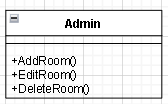 Admin
+AddRoom()
+EditRoom()
+DeleteRoom()